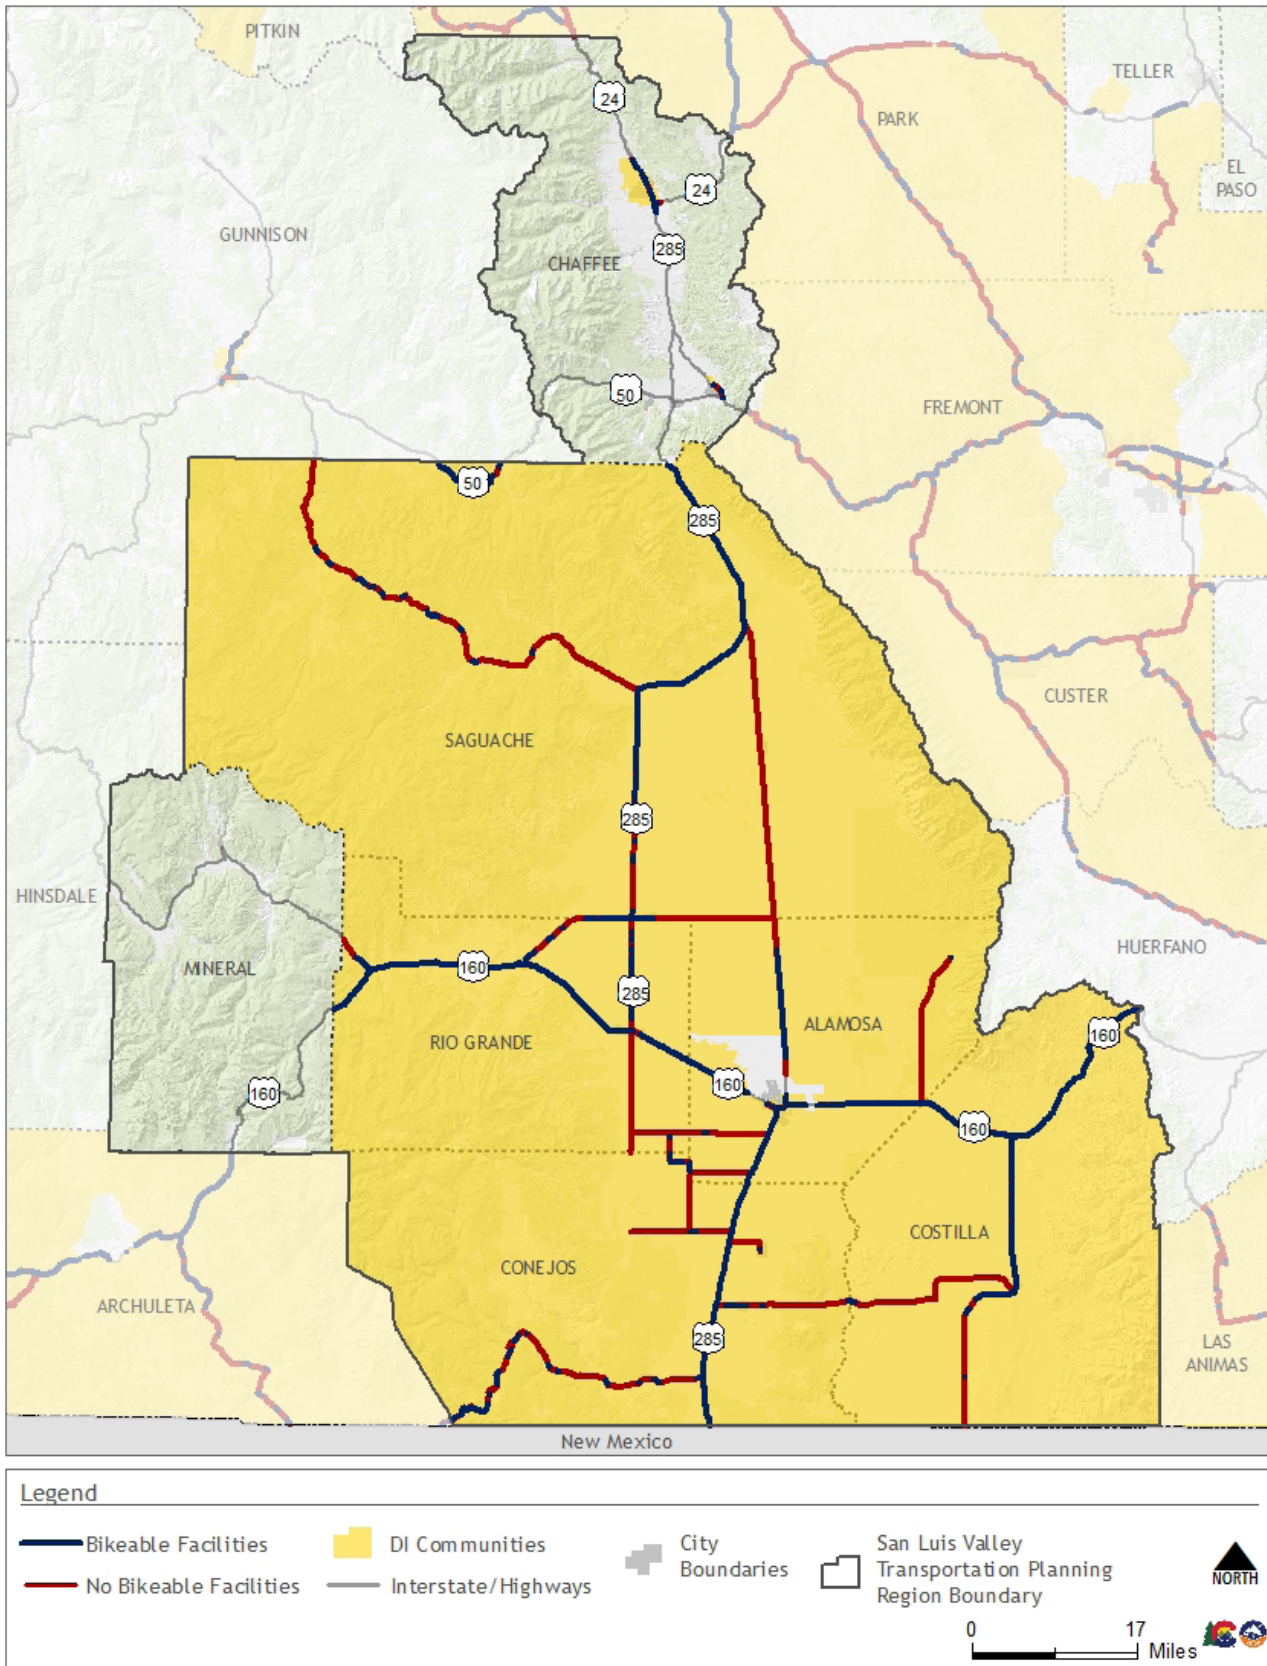 PITKIN
TELLER
24
PARK
EL
PASO
24
GUNNISON
285
CHAFFEE
50
FREMONT
50
285
CUSTER
SAGUACHE
285
HINSDALE
HUERFANO
MINERAL
160
285
ALAMOSA
RIO GRANDE
160
160
160
160
COSTILLA
CONEJOS
ARCHULETA
285
LAS
ANIMAS
New Mexico
Legend
Bikeable Facilities
No Bikeable Facilities
DI Communities
Interstate/Highways
City
Boundaries
San Luis Valley
Transportation Planning
Region Boundary
NORTH
0 17
Miles